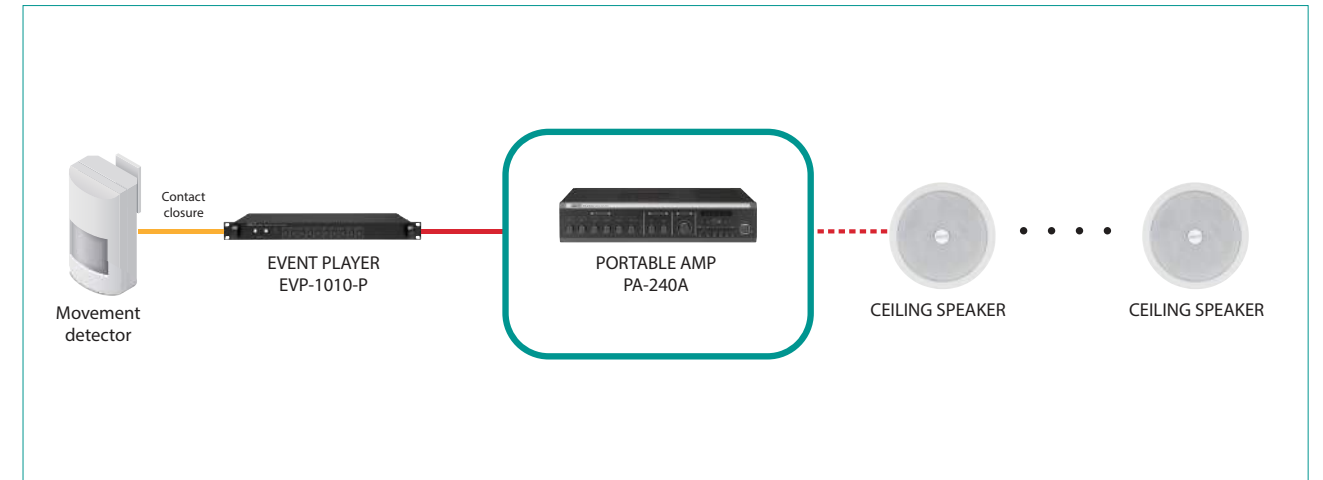 Contact
closure
EVENT PLAYER
EVP-1010-P
PORTABLE AMP
PA-240A
CEILING SPEAKER
CEILING SPEAKER
Movement
detector